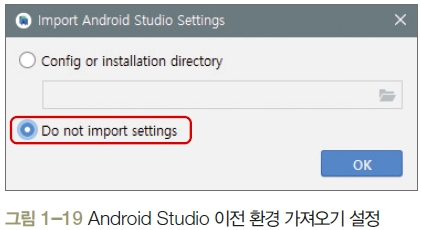 Import Android Studio Settings
Config or installation directory
Do not import settings
OK
그림 1-19 Android Studio 이전 환경 가져오기 설정